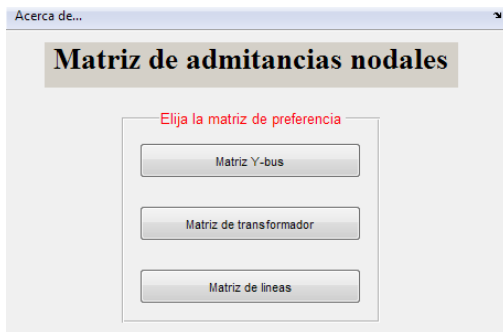 Acerca de...
Matriz de admitancias nodales
Elija la matriz de preferencia
Matriz Y-bus
Matriz de transformador
Matriz de lineas